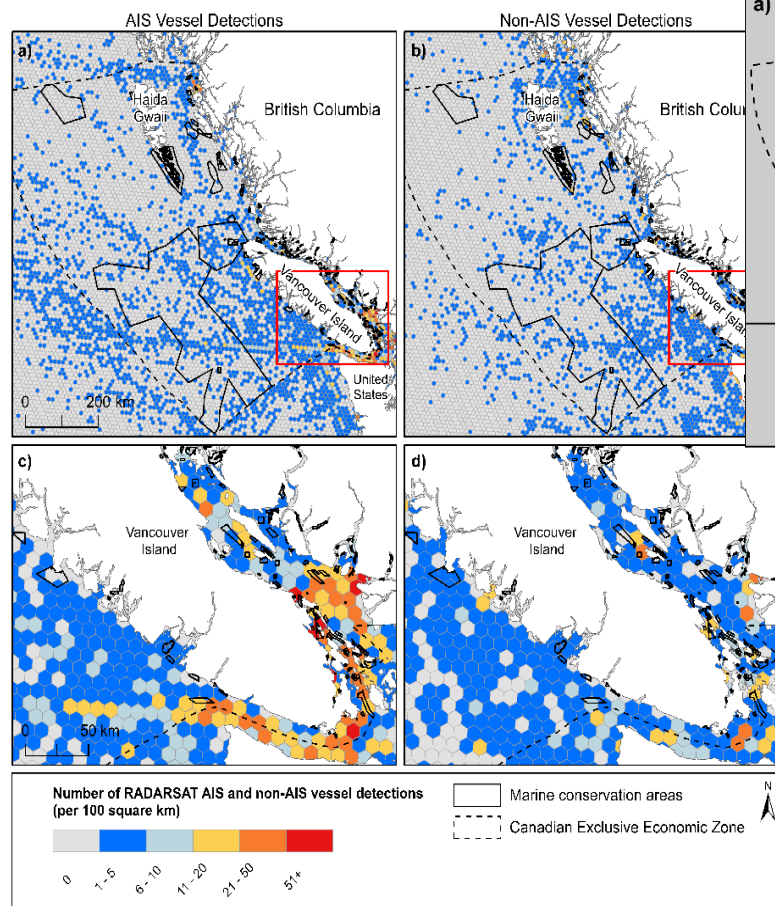 AIS Vessel Detections
Non-AIS Vessel Detections
a)
b)
a)
Haida
Gwaii
British Columbia
Haida
Gwaii
British Colu
Vancouver Island
Vancouver Isla
United
States
0 200 km
c)
d)
Vancouver
Island
Vancouver
Island
0 50 km
Number of RADARSAT AIS and non-AIS vessel detections
(per 100 square km)
0
1 - 5
6 - 10
11 - 20
21 - 50
51+
Marine conservation areas
Canadian Exclusive Economic Zone
N